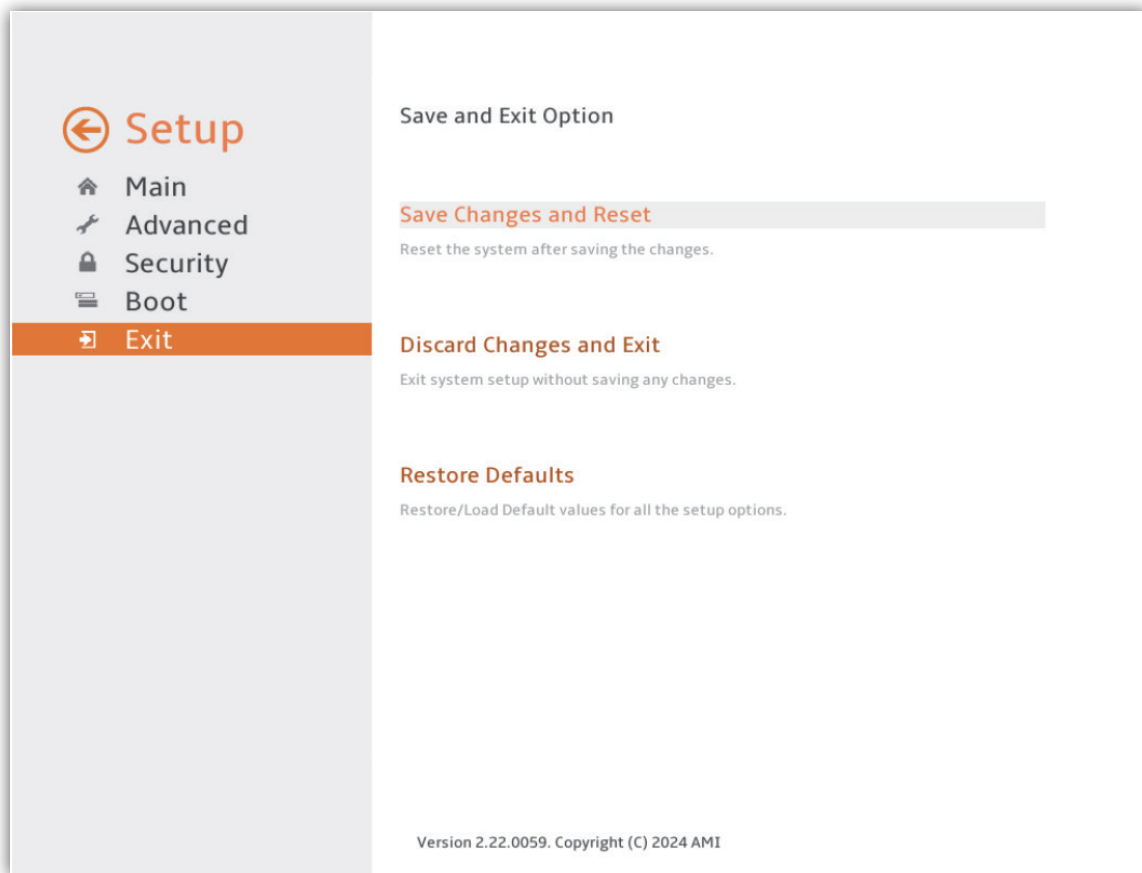 Setup
Main
Advanced
Security
Boot
Exit
Save and Exit Option
Save Changes and Reset
Reset the system after saving the changes.
Discard Changes and Exit
Exit system setup without saving any changes.
Restore Defaults
Restore/Load Default values for all the setup options.
Version 2.22.0059. Copyright (C) 2024 AMI